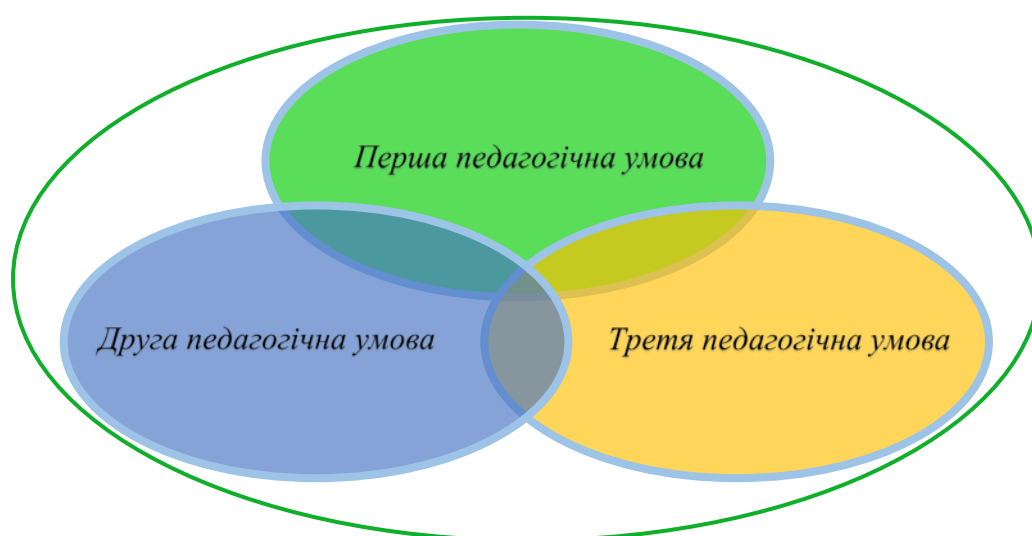 Перша педагогічна умова
Друга педагогічна умова
Третя педагогічна умова